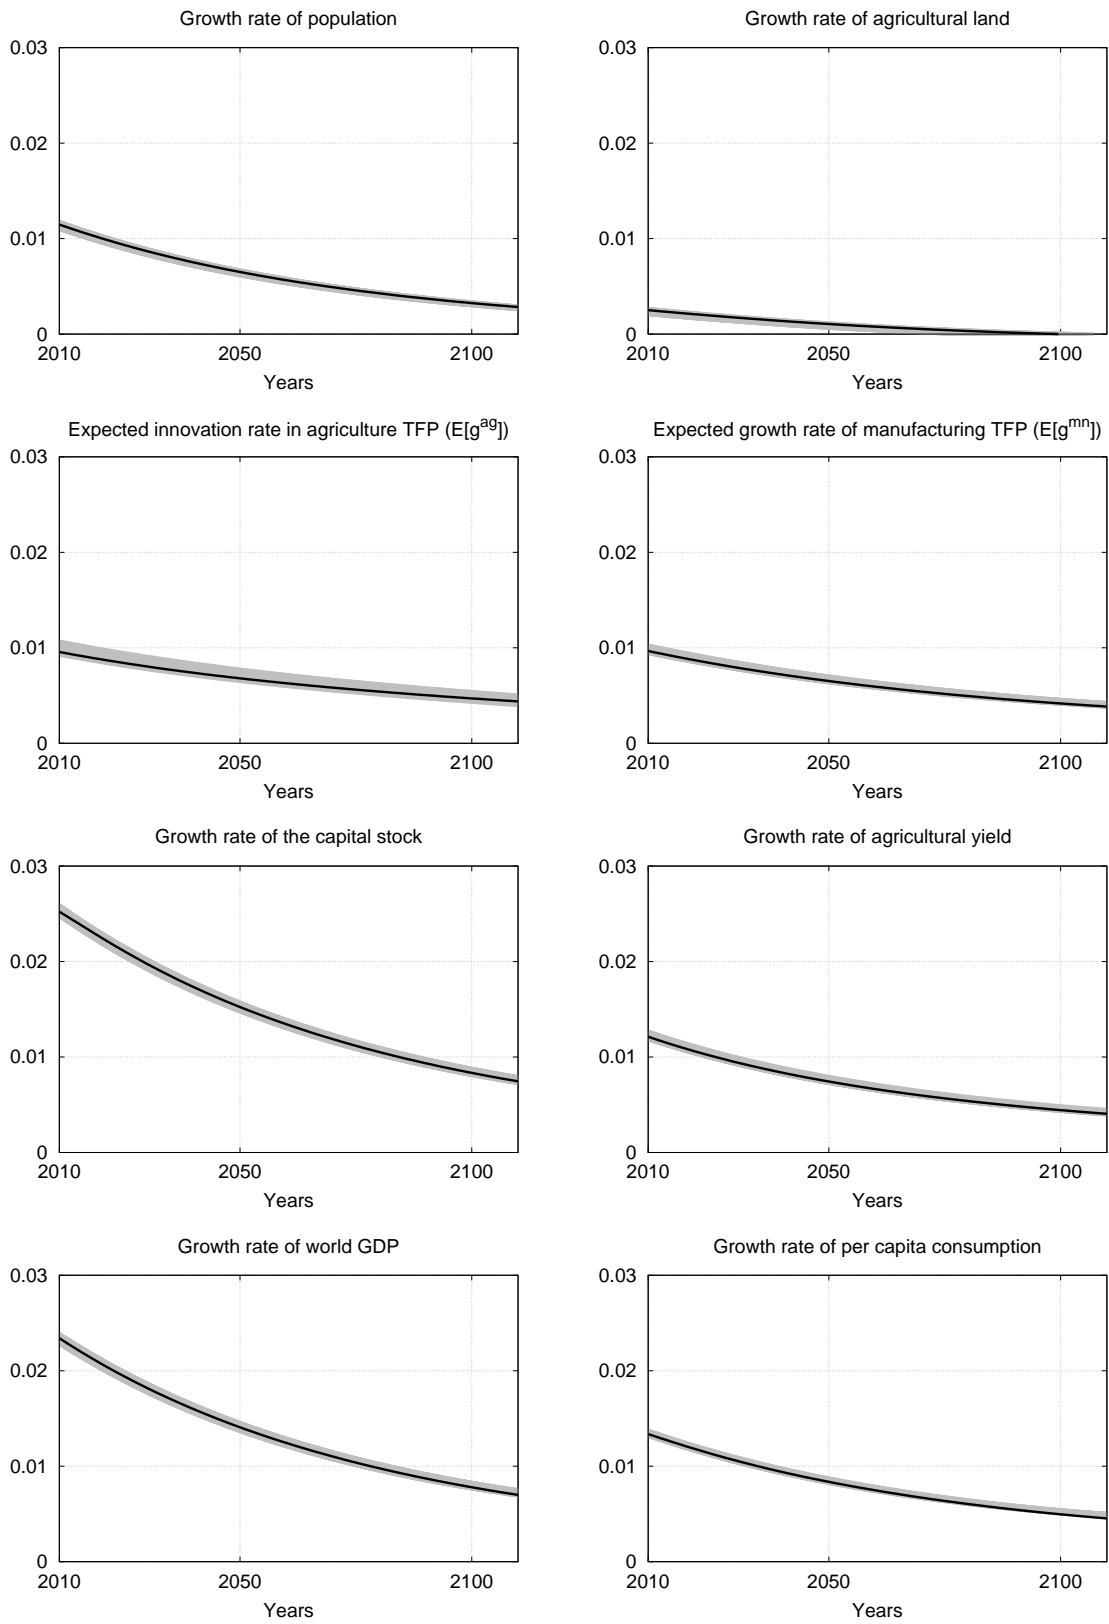 Growth rate of population
0.03
0.02
0.01
0
2010 2050 2100
Years
Growth rate of agricultural land
0.03
0.02
0.01
0
2010 2050 2100
Years
Expected innovation rate in agriculture TFP (E[g^ag])
0.03
0.02
0.01
0
2010 2050 2100
Years
Expected growth rate of manufacturing TFP (E[g^mn])
0.03
0.02
0.01
0
2010 2050 2100
Years
Growth rate of the capital stock
0.03
0.02
0.01
0
2010 2050 2100
Years
Growth rate of agricultural yield
0.03
0.02
0.01
0
2010 2050 2100
Years
Growth rate of world GDP
0.03
0.02
0.01
0
2010 2050 2100
Years
Growth rate of per capita consumption
0.03
0.02
0.01
0
2010 2050 2100
Years